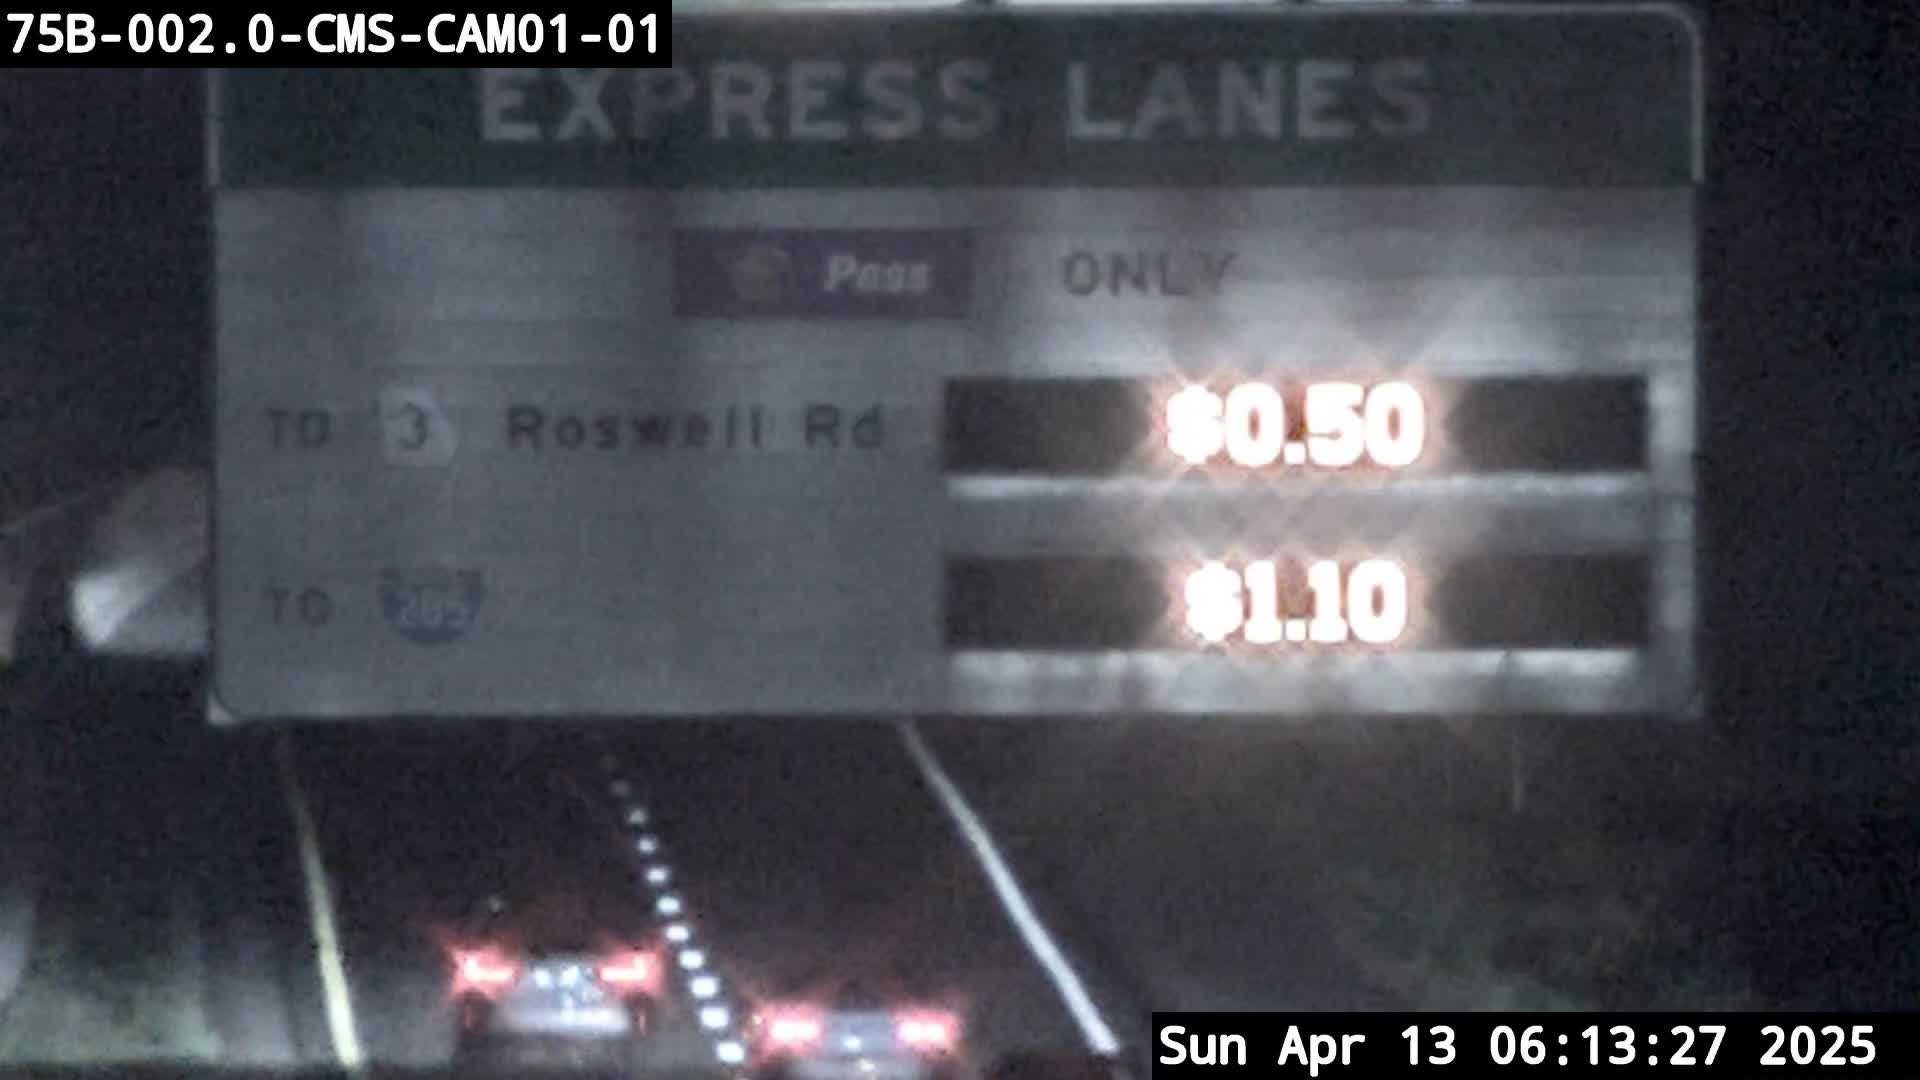 75B-002.0-CMS-CAM01-01
EXPRESS LANES
Pass ONLY
TO 3 Roswell Rd $0.50
TO 285 $1.10
Sun Apr 13 06:13:27 2025